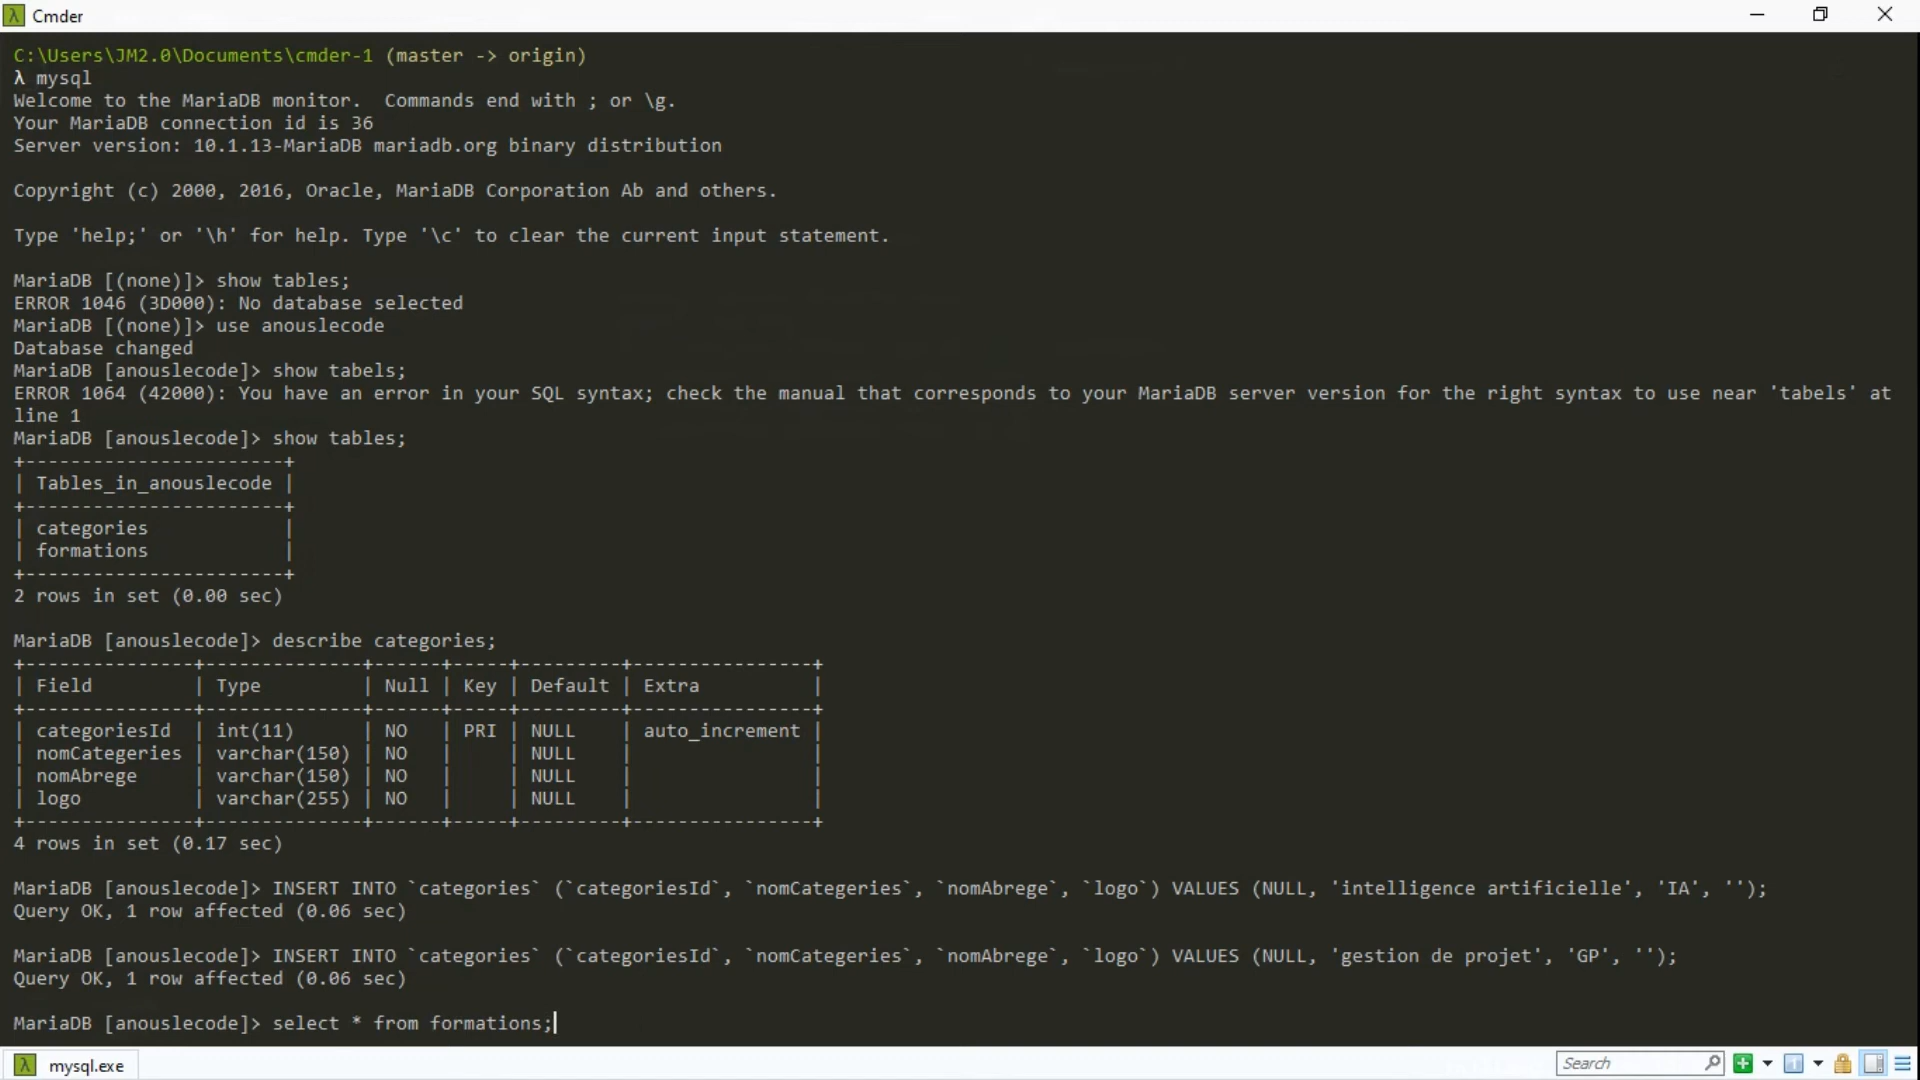 Cmder
C:\Users\JM2.0\Documents\cmder-1 (master -> origin)
λ mysql
Welcome to the MariaDB monitor.  Commands end with ; or \g.
Your MariaDB connection id is 36
Server version: 10.1.13-MariaDB mariadb.org binary distribution
Copyright (c) 2000, 2016, Oracle, MariaDB Corporation Ab and others.
Type 'help;' or '\h' for help. Type '\c' to clear the current input statement.
MariaDB [(none)]> show tables;
ERROR 1046 (3D000): No database selected
MariaDB [(none)]> use anouslecode
Database changed
MariaDB [anouslecode]> show tabels;
ERROR 1064 (42000): You have an error in your SQL syntax; check the manual that corresponds to your MariaDB server version for the right syntax to use near 'tabels' at
line 1
MariaDB [anouslecode]> show tables;
+-----------------------+
| Tables_in_anouslecode |
+-----------------------+
| categories            |
| formations            |
+-----------------------+
2 rows in set (0.00 sec)
MariaDB [anouslecode]> describe categories;
+---------------+--------------+------+-----+---------+----------------+
| Field         | Type         | Null | Key | Default | Extra          |
+---------------+--------------+------+-----+---------+----------------+
| categoriesId  | int(11)      | NO   | PRI | NULL    | auto_increment |
| nomCategeries | varchar(150) | NO   |     | NULL    |                |
| nomAbrege     | varchar(150) | NO   |     | NULL    |                |
| logo          | varchar(255) | NO   |     | NULL    |                |
+---------------+--------------+------+-----+---------+----------------+
4 rows in set (0.17 sec)
MariaDB [anouslecode]> INSERT INTO `categories` (`categoriesId`, `nomCategeries`, `nomAbrege`, `logo`) VALUES (NULL, 'intelligence artificielle', 'IA', '');
Query OK, 1 row affected (0.06 sec)
MariaDB [anouslecode]> INSERT INTO `categories` (`categoriesId`, `nomCategeries`, `nomAbrege`, `logo`) VALUES (NULL, 'gestion de projet', 'GP', '');
Query OK, 1 row affected (0.06 sec)
MariaDB [anouslecode]> select * from formations;
λ mysql.exe
Search